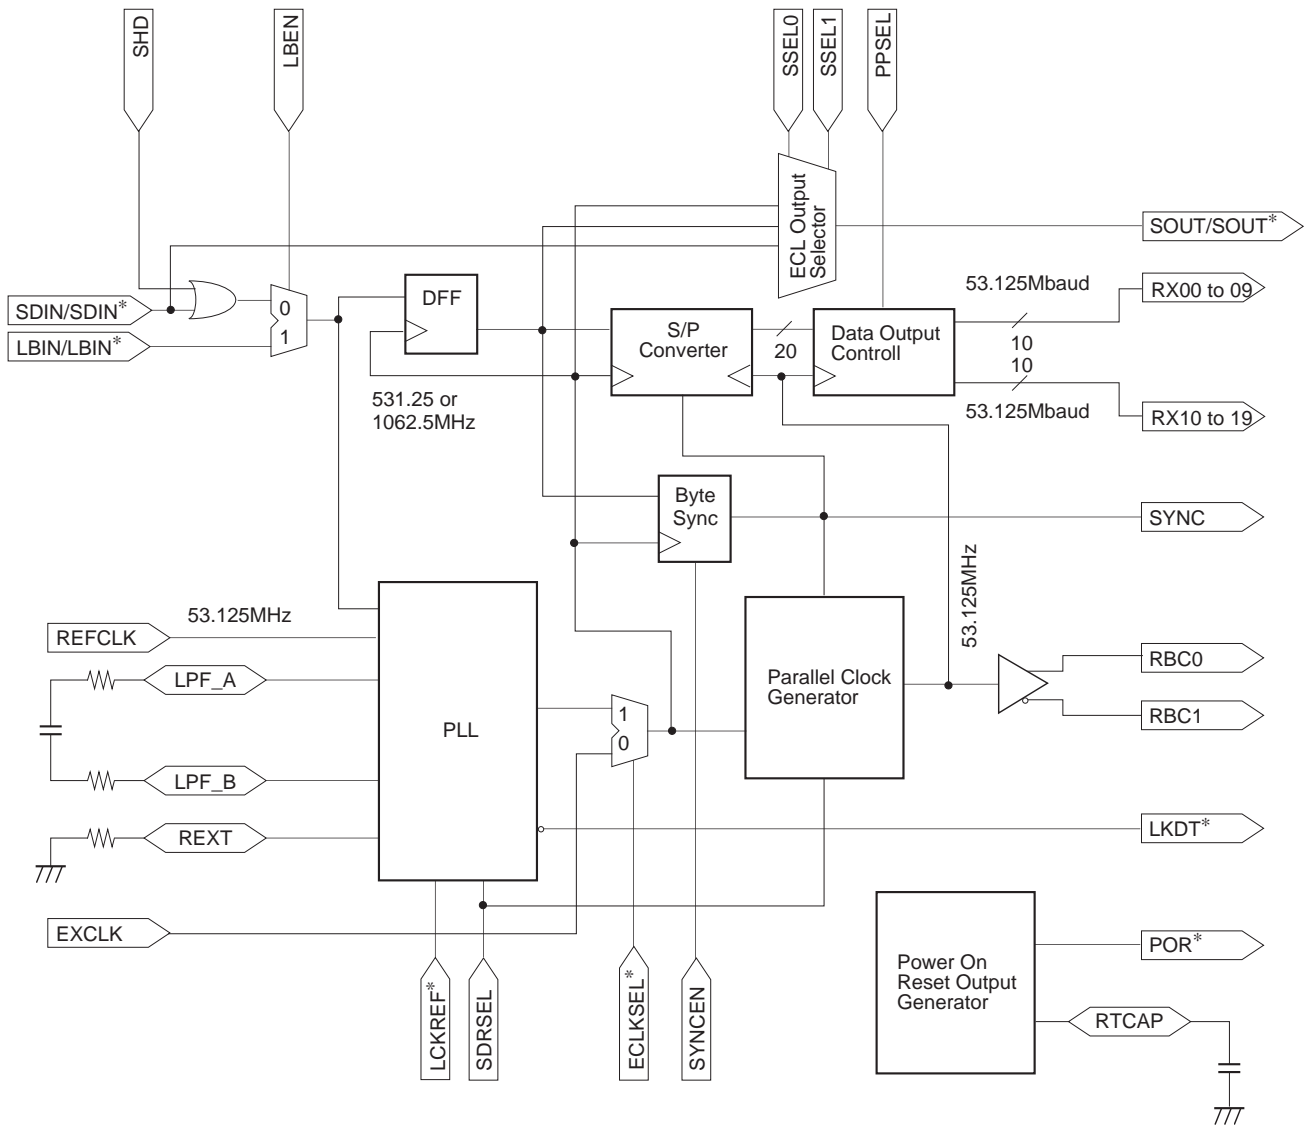 SHD
LBEN
SSEL0
SSEL1
PPSEL
ECL Output
Selector
SOUT/SOUT*
SDIN/SDIN*
LBIN/LBIN*
0
1
DFF
531.25 or
1062.5MHz
S/P
Converter
20
Data Output
Controll
53.125Mbaud
10
10
53.125Mbaud
RX00 to 09
RX10 to 19
Byte
Sync
SYNC
53.125MHz
REFCLK
53.125MHz
LPF_A
LPF_B
REXT
PLL
1
0
Parallel Clock
Generator
RBC0
RBC1
LKDT*
EXCLK
LCKREF*
SDRSEL
ECLKSEL*
SYNCEN
Power On
Reset Output
Generator
POR*
RTCAP